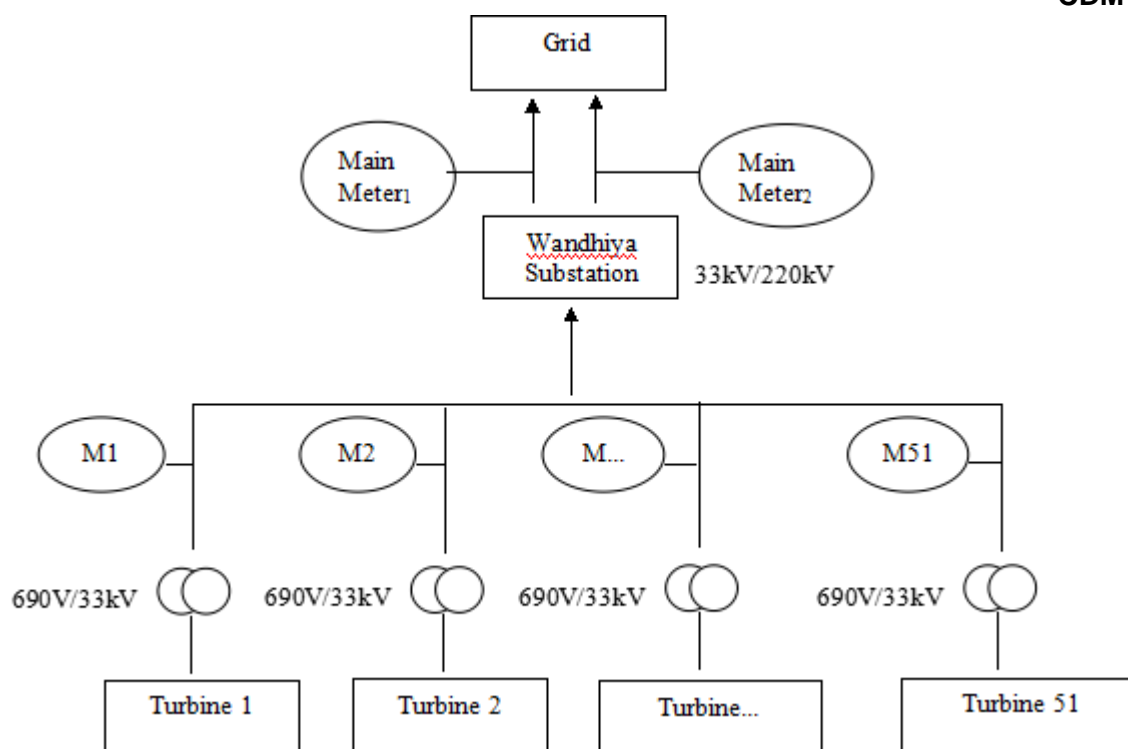 Grid
Main
Meter1
Main
Meter2
Wandhiya
Substation
33kV/220kV
M1
M2
M...
M51
690V/33kV
690V/33kV
690V/33kV
690V/33kV
Turbine 1
Turbine 2
Turbine...
Turbine 51